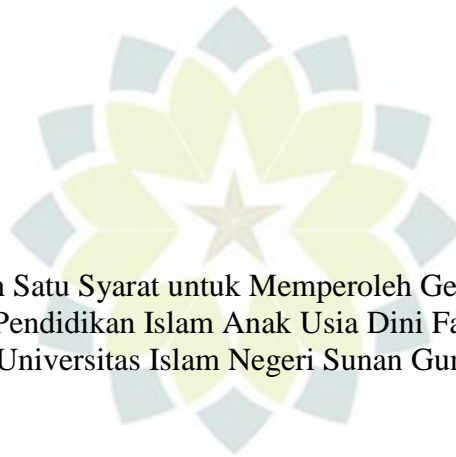 Satu Syarat untuk Memperoleh
Pendidikan Islam Anak Usia Dini
Universitas Islam Negeri Sunan